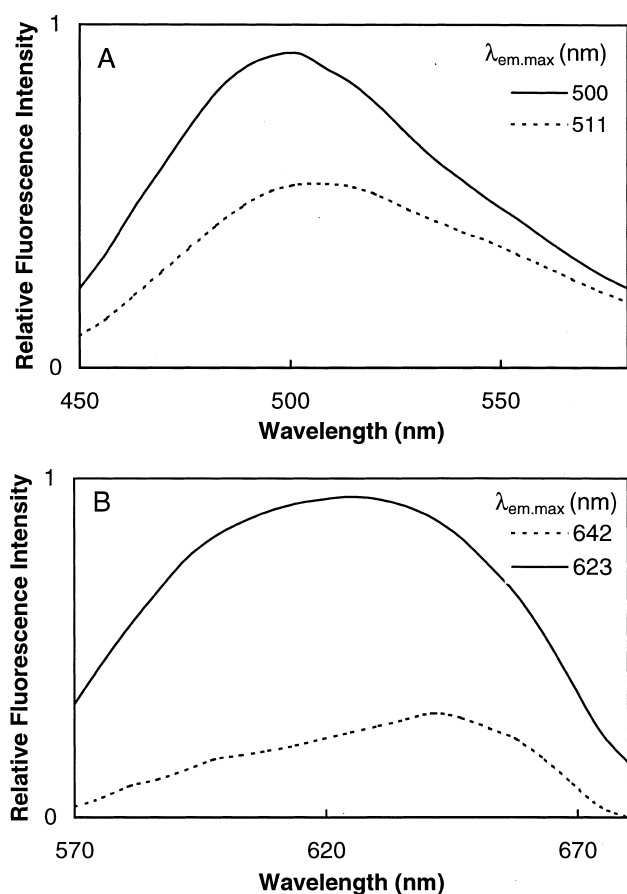 1
A
λem.max (nm)
500
511
Relative Fluorescence Intensity
0
450
500
550
Wavelength (nm)
1
B
λem.max (nm)
642
623
Relative Fluorescence Intensity
0
570
620
670
Wavelength (nm)